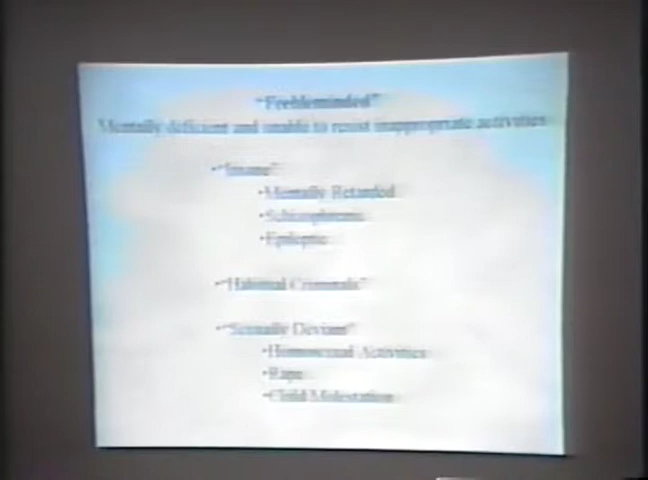 "Feebleminded"
Mentally deficient and unable to resist inappropriate activities
•"Insane"
•Mentally Retarded
•Schizophrenic
•Epileptic
•"Habitual Criminals"
•"Sexually Deviant"
•Homosexual Activities
•Rape
•Child Molestation